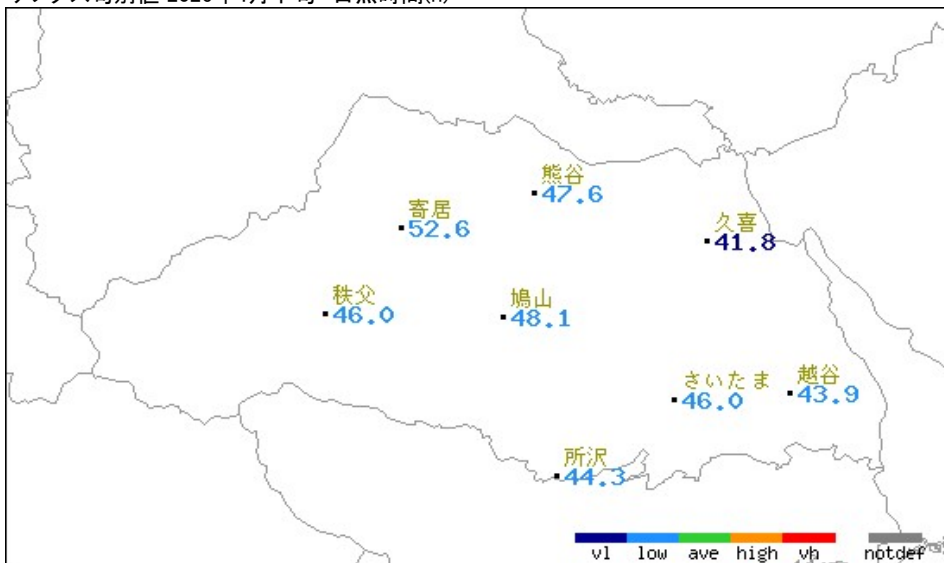 熊谷
47.6
寄居
52.6
久喜
41.8
秩父
46.0
鳩山
48.1
さいたま
46.0
越谷
43.9
所沢
44.3
vl low ave high vh notdef